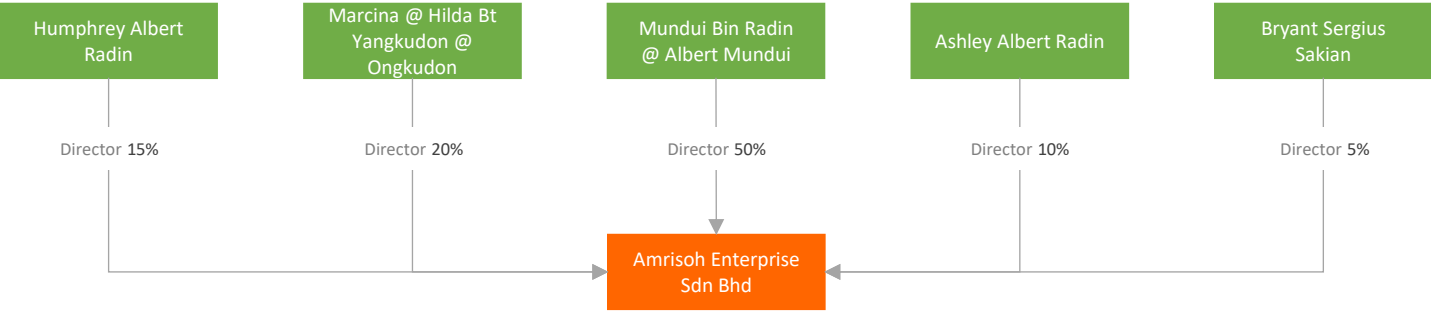 Humphrey Albert
Radin
Marcina @ Hilda Bt
Yangkudon @
Ongkudon
Mundui Bin Radin
@ Albert Mundui
Ashley Albert Radin
Bryant Sergius
Sakian
Director 15%
Director 20%
Director 50%
Director 10%
Director 5%
Amrisoh Enterprise
Sdn Bhd